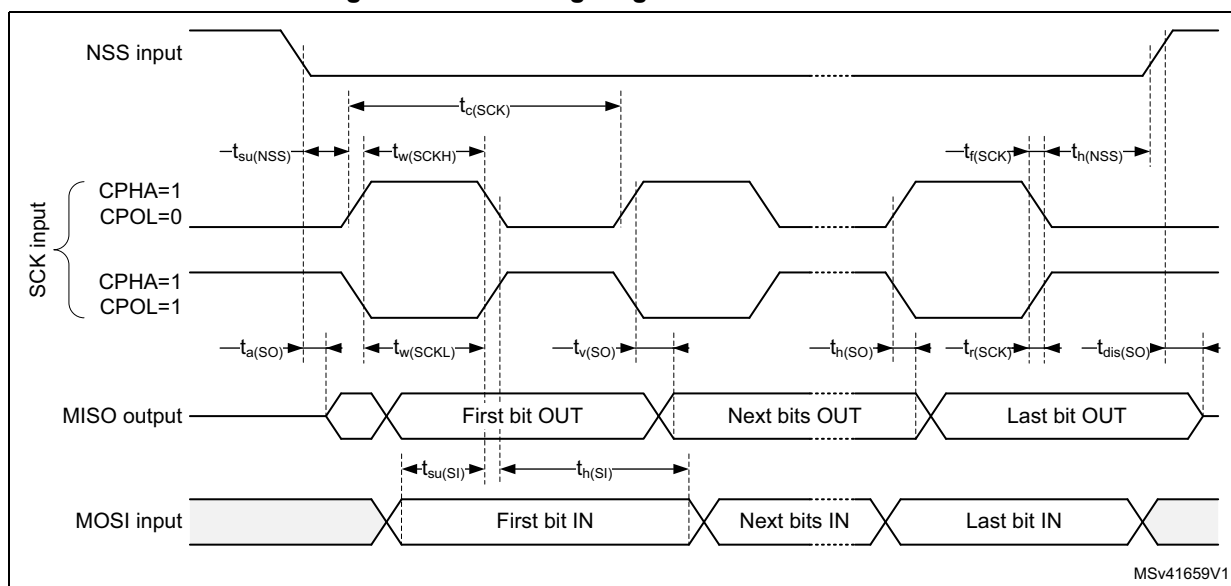 NSS input
tc(SCK)
tsu(NSS)
tw(SCKH)
tf(SCK)
th(NSS)
SCK input
CPHA=1
CPOL=0
CPHA=1
CPOL=1
ta(SO)
tw(SCKL)
tv(SO)
th(SO)
tr(SCK)
tdis(SO)
MISO output
First bit OUT
Next bits OUT
Last bit OUT
tsu(SI)
th(SI)
MOSI input
First bit IN
Next bits IN
Last bit IN
MSv41659V1